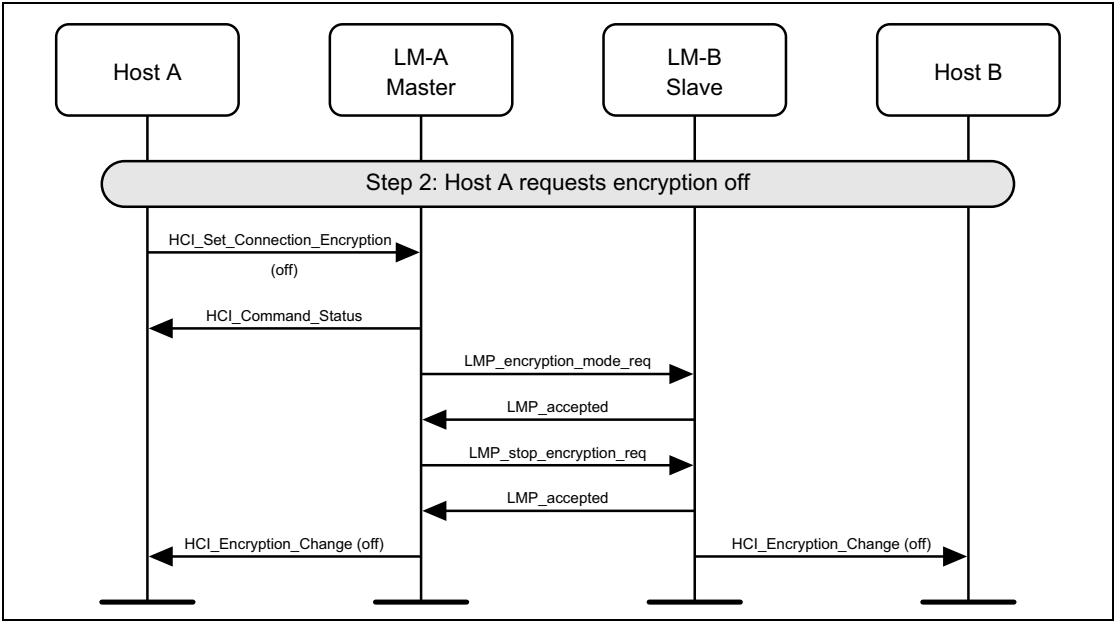 Host A
LM-A
Master
LM-B
Slave
Host B
Step 2: Host A requests encryption off
HCI_Set_Connection_Encryption
(off)
HCI_Command_Status
LMP_encryption_mode_req
LMP_accepted
LMP_stop_encryption_req
LMP_accepted
HCI_Encryption_Change (off)
HCI_Encryption_Change (off)